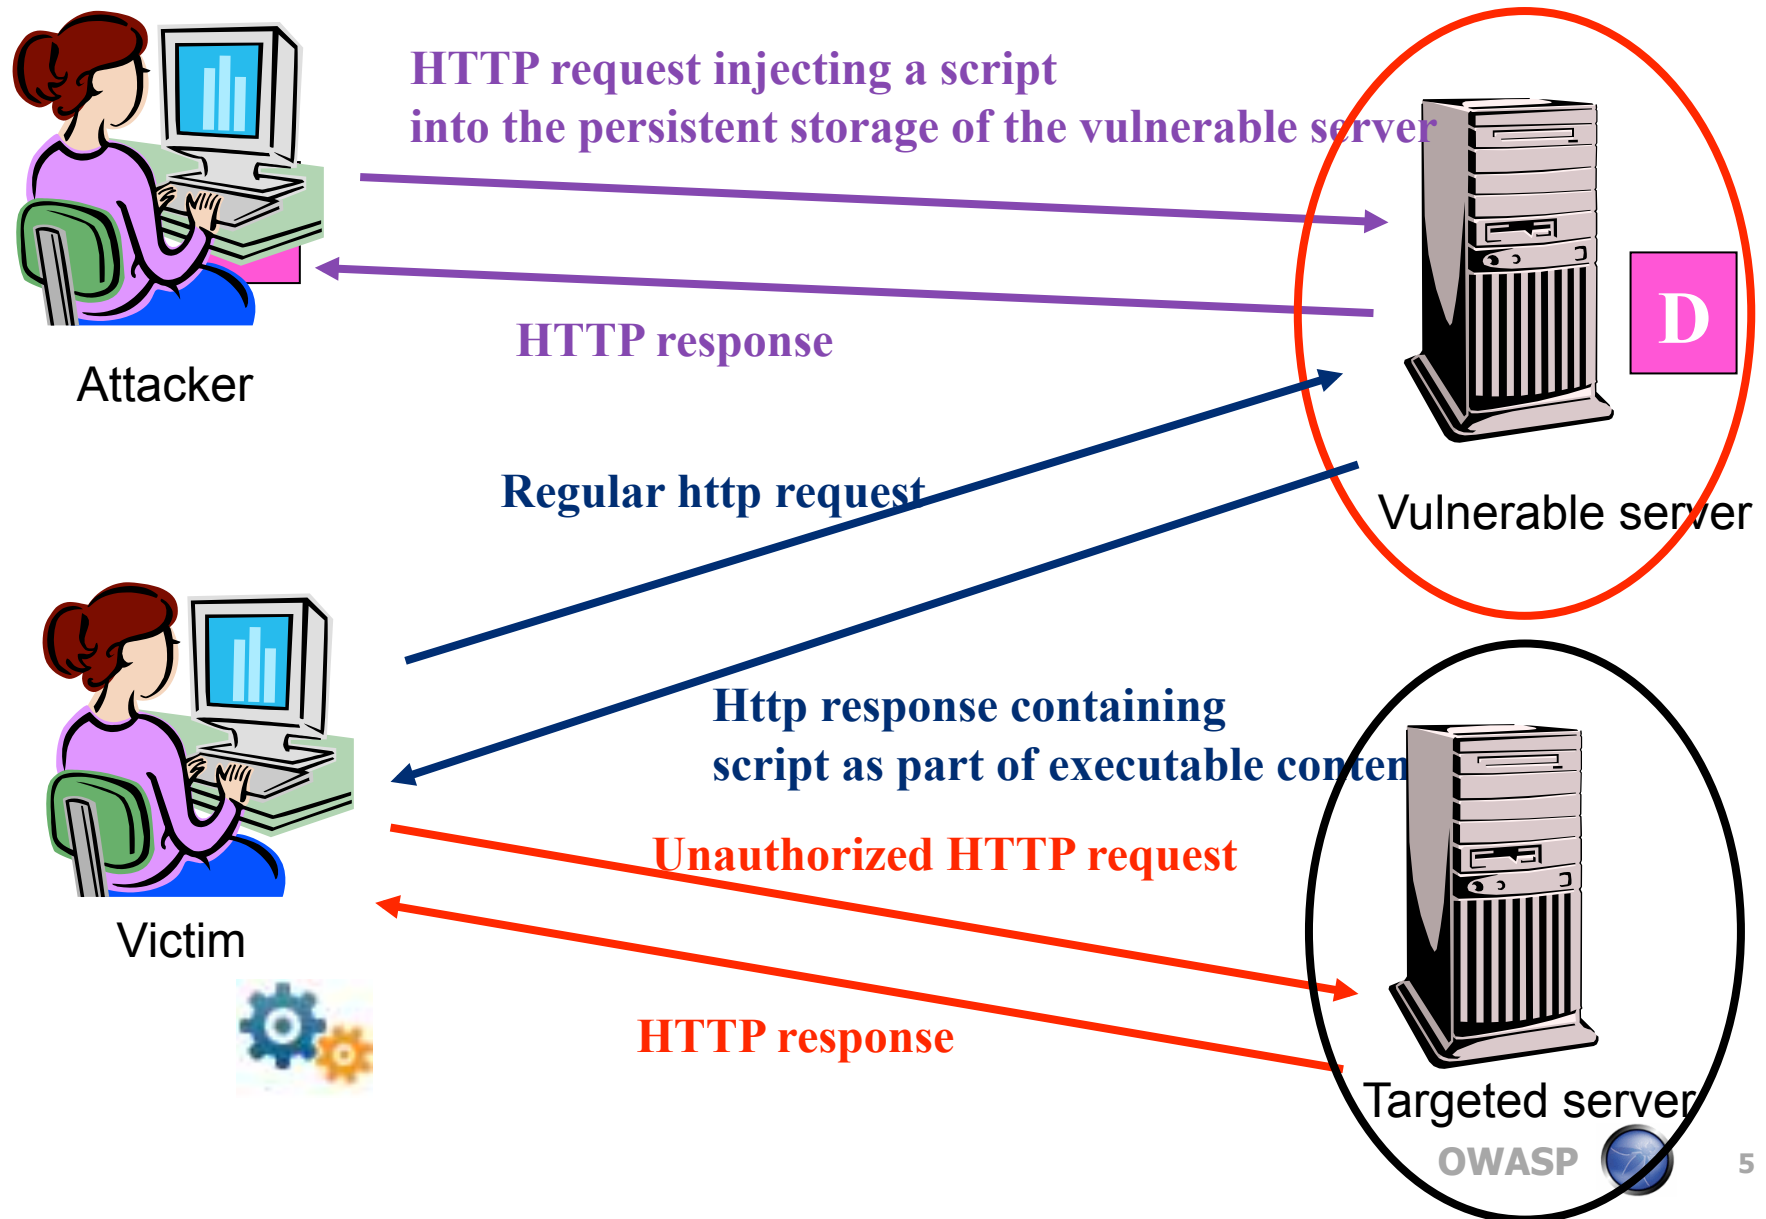 HTTP request injecting a script
into the persistent storage of the vulnerable server
D
HTTP response
Attacker
Regular http request
Vulnerable server
Http response containing
script as part of executable conten
Unauthorized HTTP request
Victim
HTTP response
Targeted server
OWASP
5